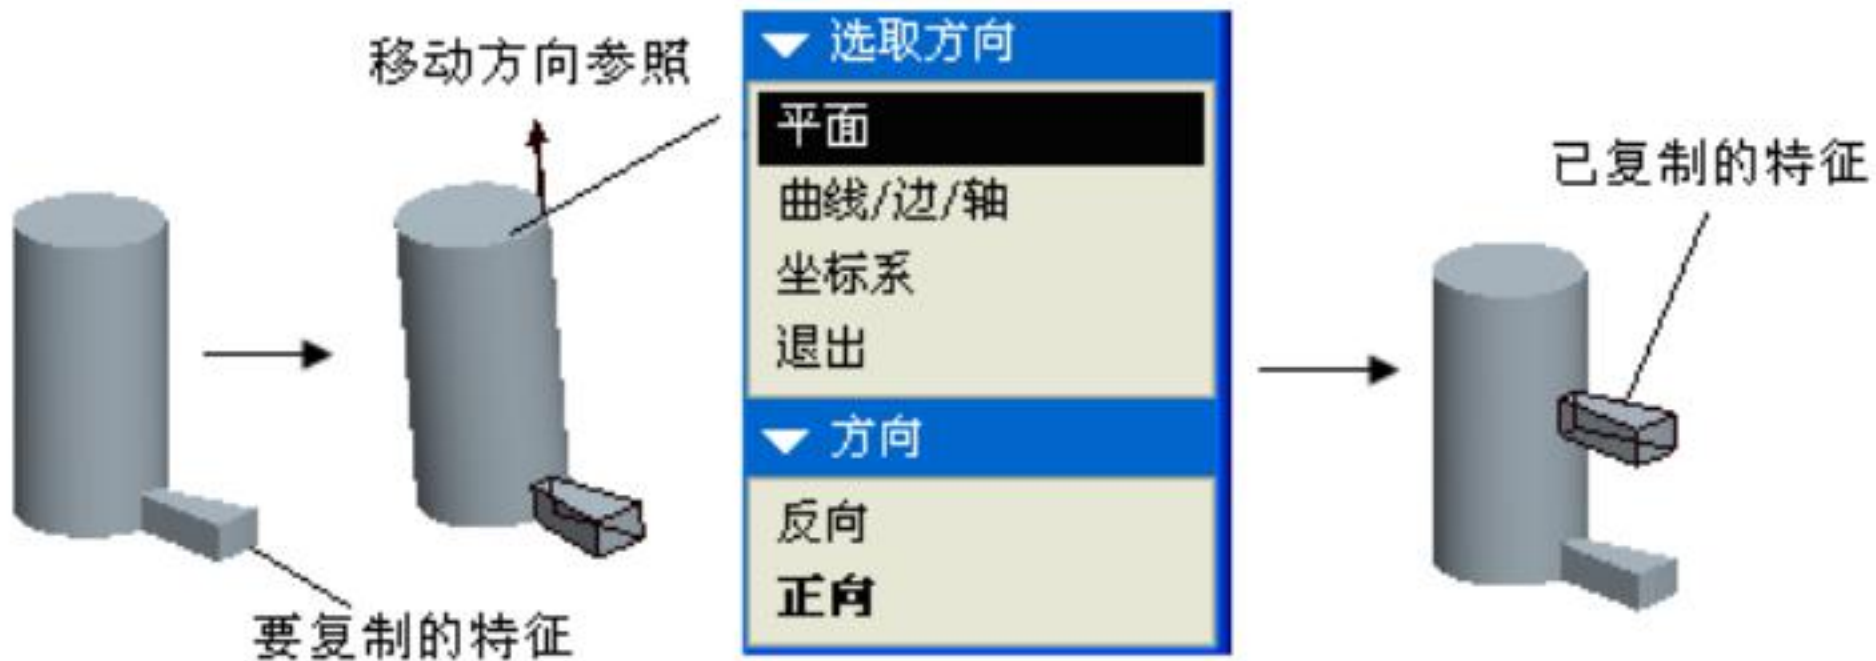 移动方向参照
要复制的特征
选取方向
平面
曲线/边/轴
坐标系
退出
方向
反向
正向
已复制的特征